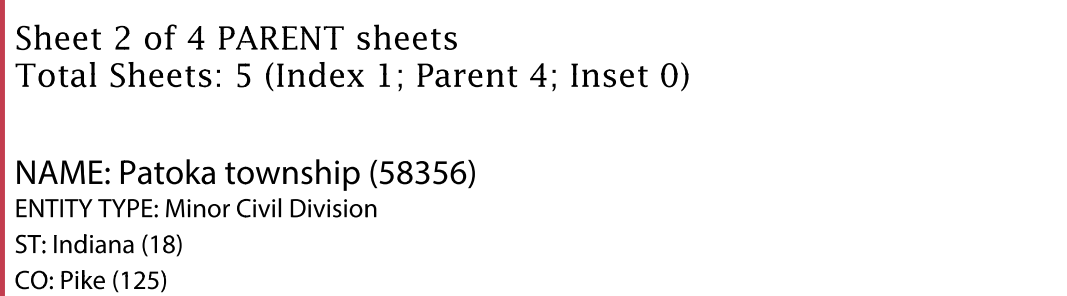 Sheet 2 of 4 PARENT sheets
Total Sheets: 5 (Index 1; Parent 4; Inset 0)
NAME: Patoka township (58356)
ENTITY TYPE: Minor Civil Division
ST: Indiana (18)
CO: Pike (125)